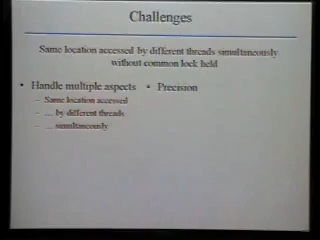 Challenges
Same location accessed by different threads simultaneously
without common lock held
• Handle multiple aspects • Precision
– Same location accessed
– ... by different threads
– ... simultaneously